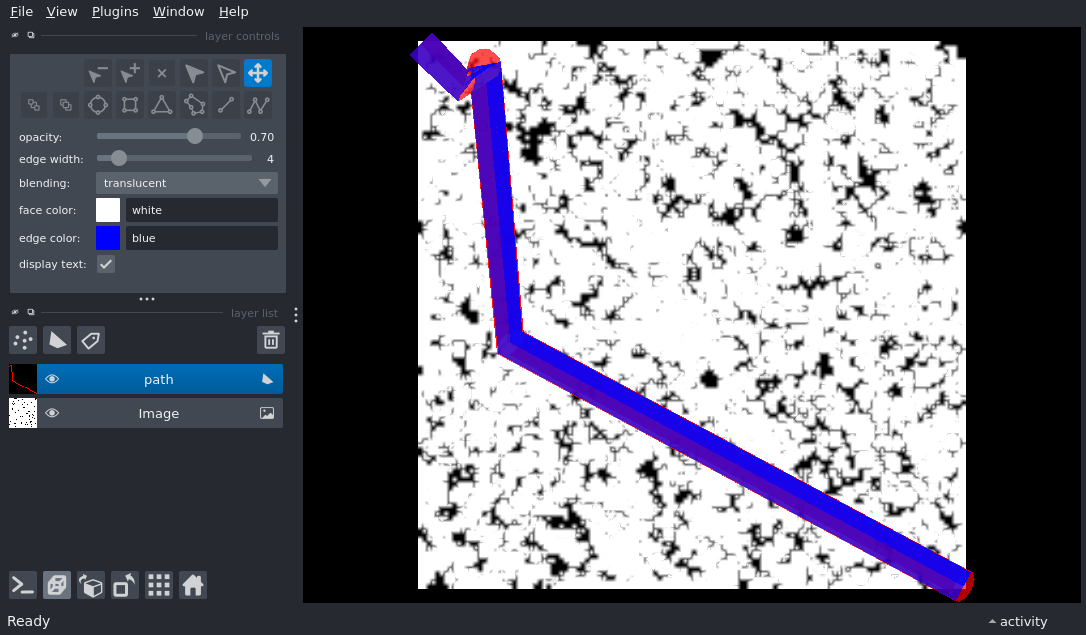 File View Plugins Window Help
layer controls
opacity: 0.70
edge width: 4
blending: translucent
face color: white
edge color: blue
display text:
layer list
path
Image
Ready
activity